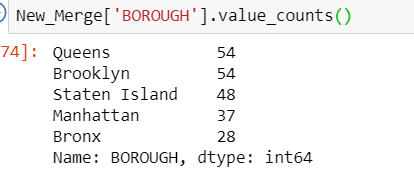 New_Merge['BOROUGH'].value_counts()
74]: Queens 54
Brooklyn 54
Staten Island 48
Manhattan 37
Bronx 28
Name: BOROUGH, dtype: int64